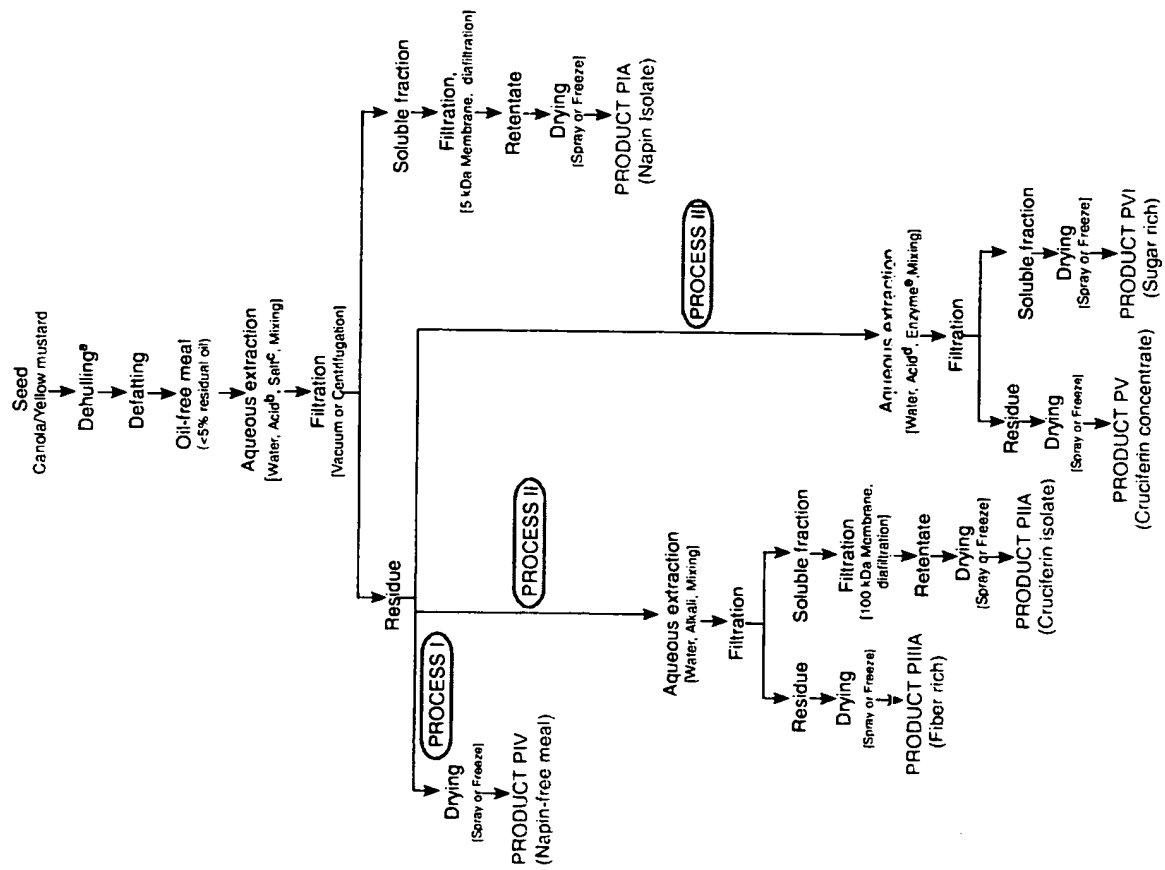 Seed
Canola/Yellow mustard
Dehulling^a
Defatting
Oil-free meal
(<5% residual oil)
Aqueous extraction
[Water, Acid^b, Salt^c, Mixing]
Filtration
[Vacuum or Centrifugation]
Soluble fraction
Filtration,
[5 kDa Membrane, diafiltration]
Retentate
Drying
[Spray or Freeze]
PRODUCT PIA
(Napin Isolate)
Residue
PROCESS I
Drying
[Spray or Freeze]
PRODUCT PIV
(Napin-free meal)
PROCESS II
Aqueous extraction
[Water, Alkali, Mixing]
Filtration
Residue
Drying
[Spray or Freeze]
PRODUCT PIIIA
(Fiber rich)
Soluble fraction
Filtration
[100 kDa Membrane,
diafiltration]
Retentate
Drying
[Spray or Freeze]
PRODUCT PIIA
(Cruciferin isolate)
PROCESS III
Aqueous extraction
[Water, Acid^d, Enzyme^e, Mixing]
Filtration
Residue
Drying
[Spray or Freeze]
PRODUCT PV
(Cruciferin concentrate)
Soluble fraction
Drying
[Spray or Freeze]
PRODUCT PVI
(Sugar rich)